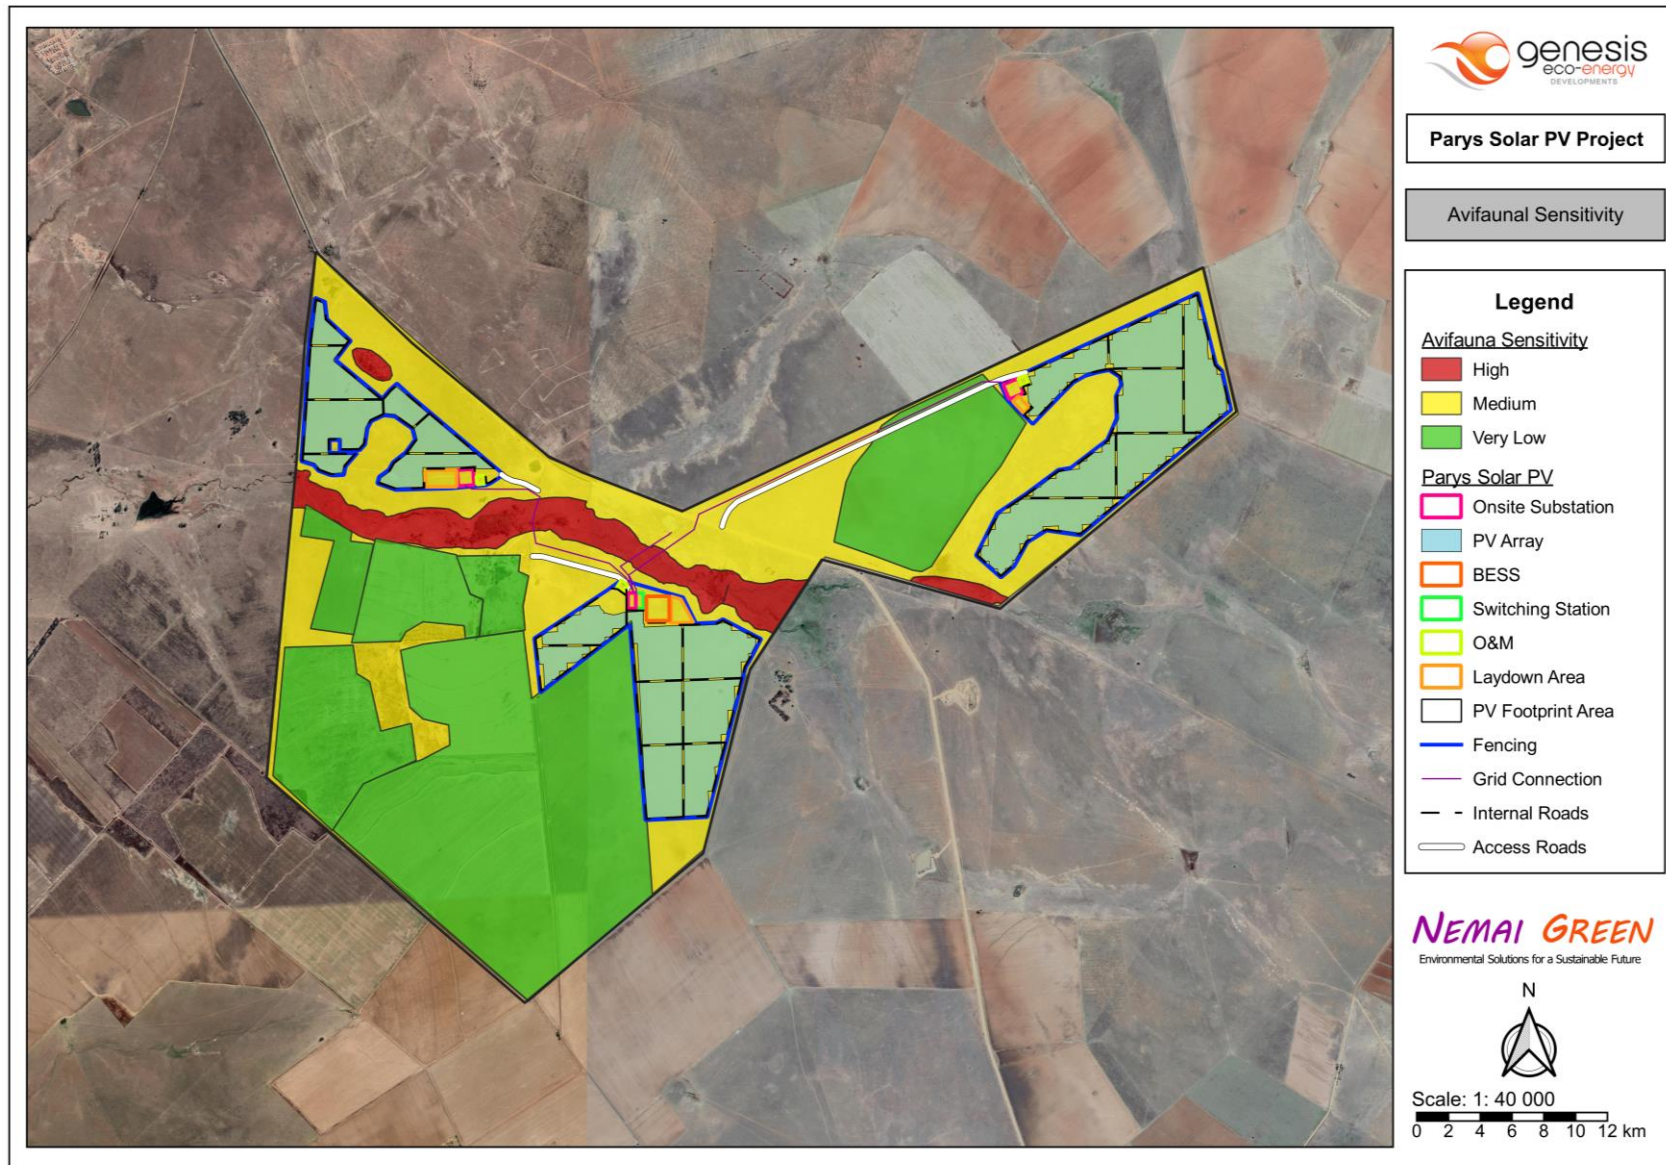 genesis
eco-energy
DEVELOPMENTS
Parys Solar PV Project
Avifaunal Sensitivity
Legend
Avifauna Sensitivity
High
Medium
Very Low
Parys Solar PV
Onsite Substation
PV Array
BESS
Switching Station
O&M
Laydown Area
PV Footprint Area
Fencing
Grid Connection
Internal Roads
Access Roads
NEMAI GREEN
Environmental Solutions for a Sustainable Future
N
Scale: 1: 40 000
0 2 4 6 8 10 12 km